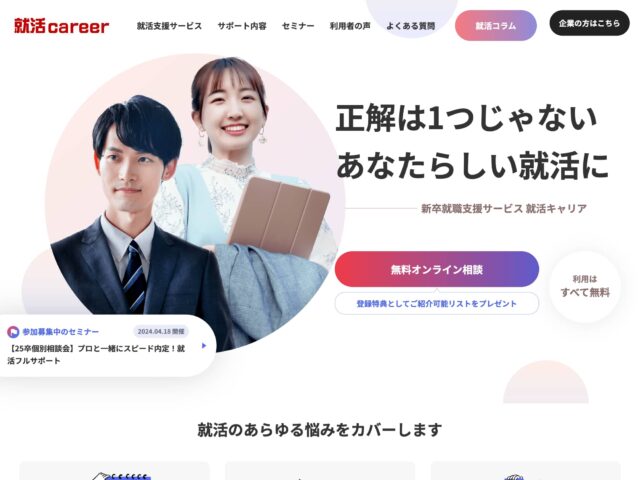 就活career
就活支援サービス
サポート内容
セミナー
利用者の声
よくある質問
就活コラム
企業の方はこちら
正解は1つじゃない
あなたらしい就活に
新卒就職支援サービス 就活キャリア
無料オンライン相談
登録特典としてご紹介可能リストをプレゼント
利用は
すべて無料
参加募集中のセミナー
2024.04.18 開催
【25卒個別相談会】プロと一緒にスピード内定！就
活フルサポート
就活のあらゆる悩みをカバーします